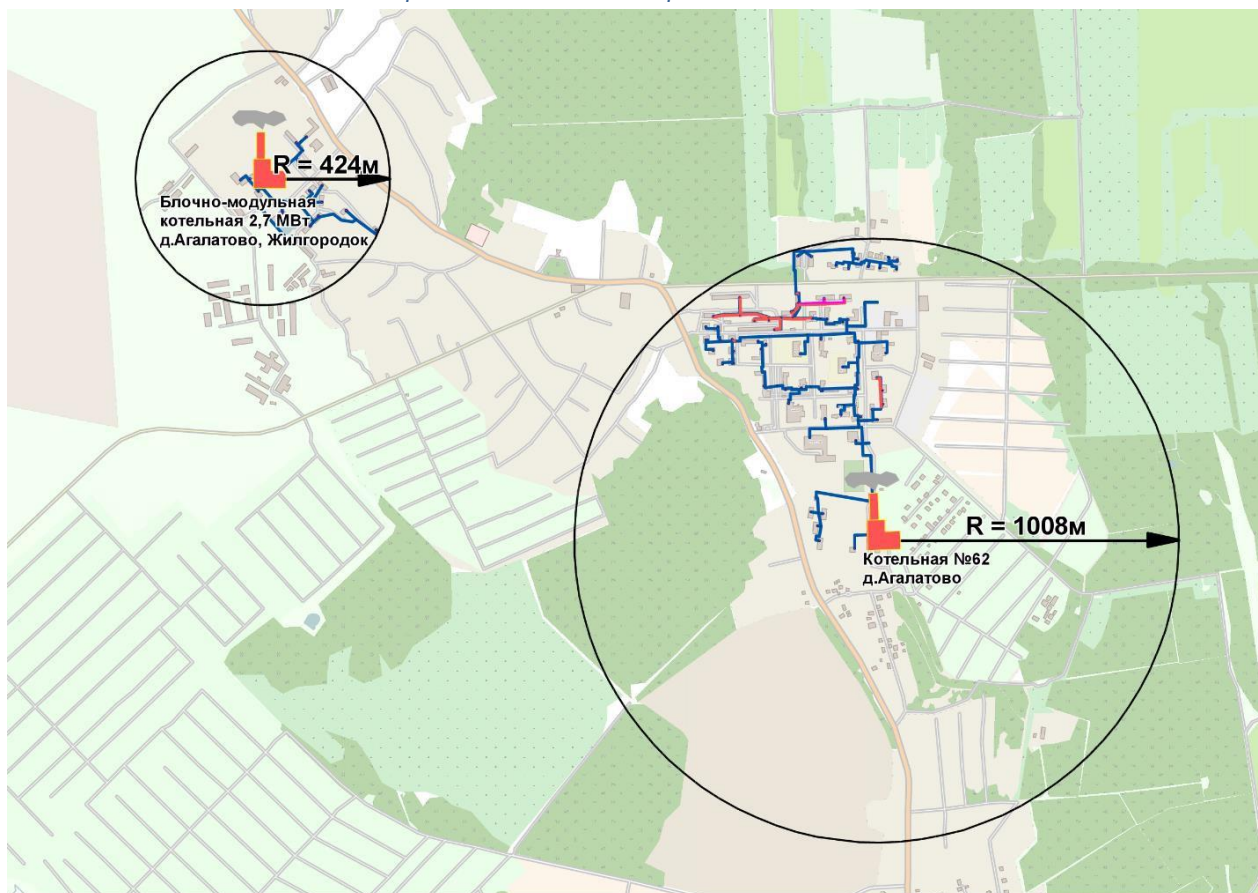 R = 424м
Блочно-модульная
котельная 2,7 МВт
д.Агалатово, Жилгородок
R = 1008м
Котельная №62
д.Агалатово